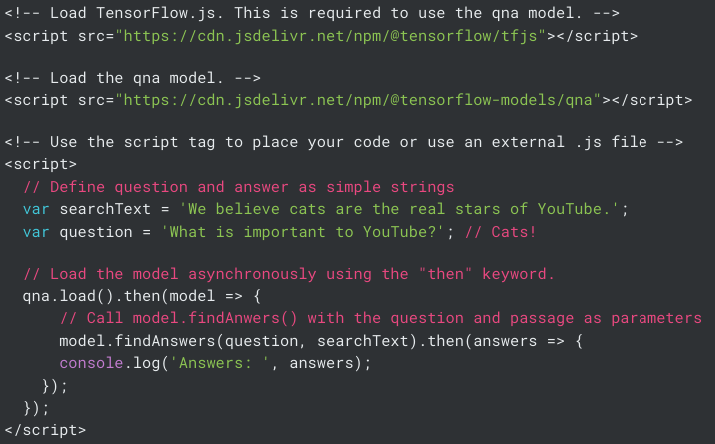 <!-- Load TensorFlow.js. This is required to use the qna model. -->
<script src="https://cdn.jsdelivr.net/npm/@tensorflow/tfjs"></script>

<!-- Load the qna model. -->
<script src="https://cdn.jsdelivr.net/npm/@tensorflow-models/qna"></script>

<!-- Use the script tag to place your code or use an external .js file -->
<script>
  // Define question and answer as simple strings
  var searchText = 'We believe cats are the real stars of YouTube.';
  var question = 'What is important to YouTube?'; // Cats!

  // Load the model asynchronously using the "then" keyword.
  qna.load().then(model => {
      // Call model.findAnwers() with the question and passage as parameters
      model.findAnswers(question, searchText).then(answers => {
      console.log('Answers: ', answers);
    });
  });
</script>